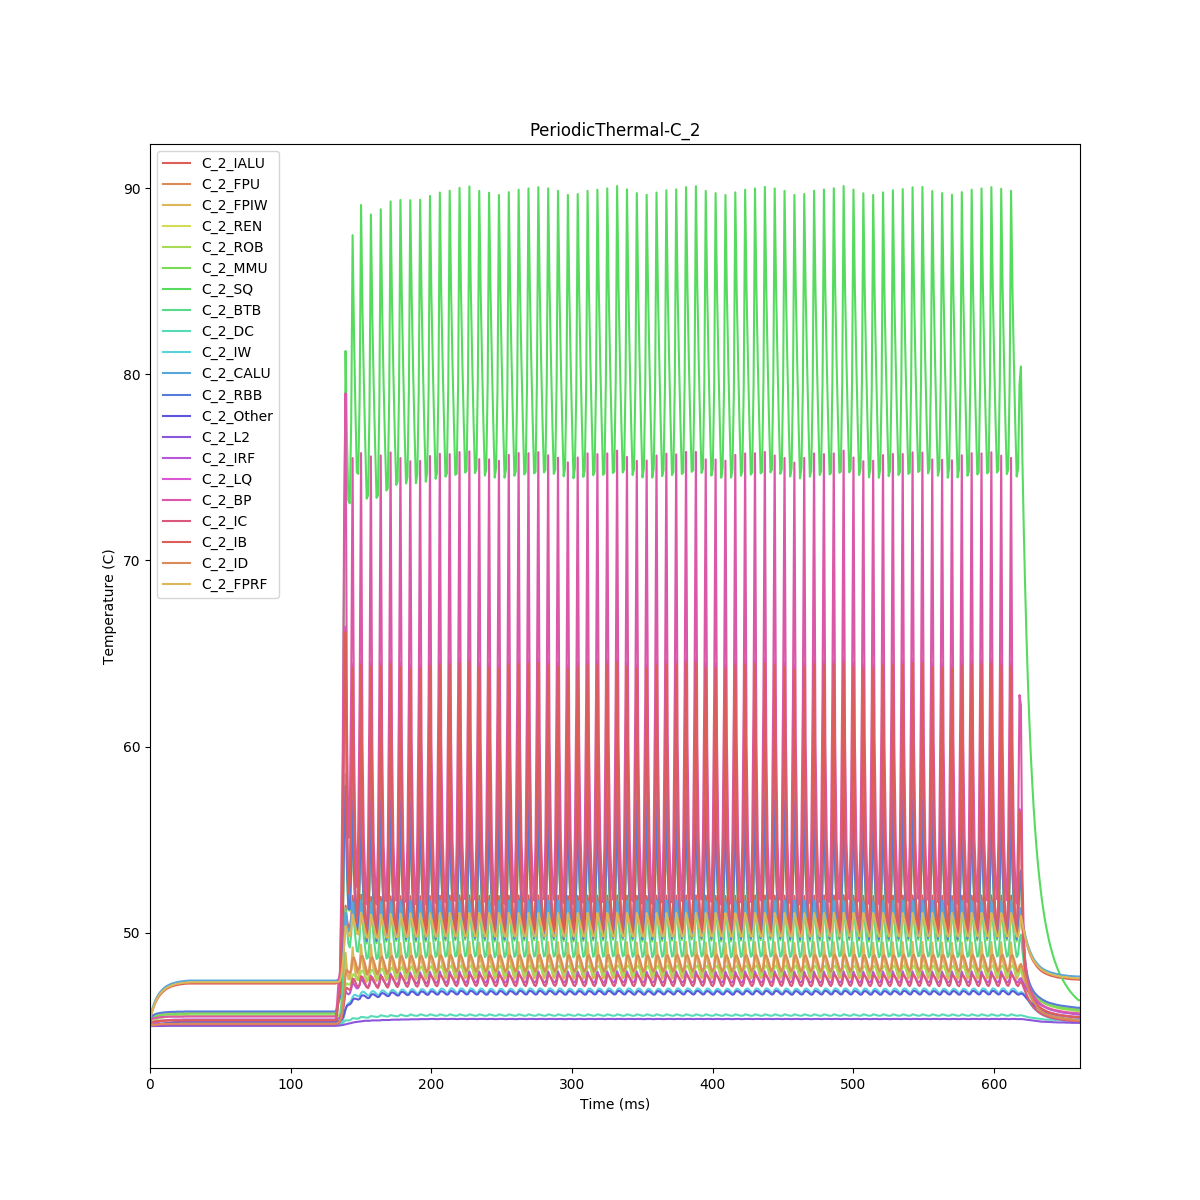 PeriodicThermal-C_2
C_2_IALU
C_2_FPU
C_2_FPIW
C_2_REN
C_2_ROB
C_2_MMU
C_2_SQ
C_2_BTB
C_2_DC
C_2_IW
C_2_CALU
C_2_RBB
C_2_Other
C_2_L2
C_2_IRF
C_2_LQ
C_2_BP
C_2_IC
C_2_IB
C_2_ID
C_2_FPRF
90
80
70
60
50
Temperature (C)
0 100 200 300 400 500 600
Time (ms)